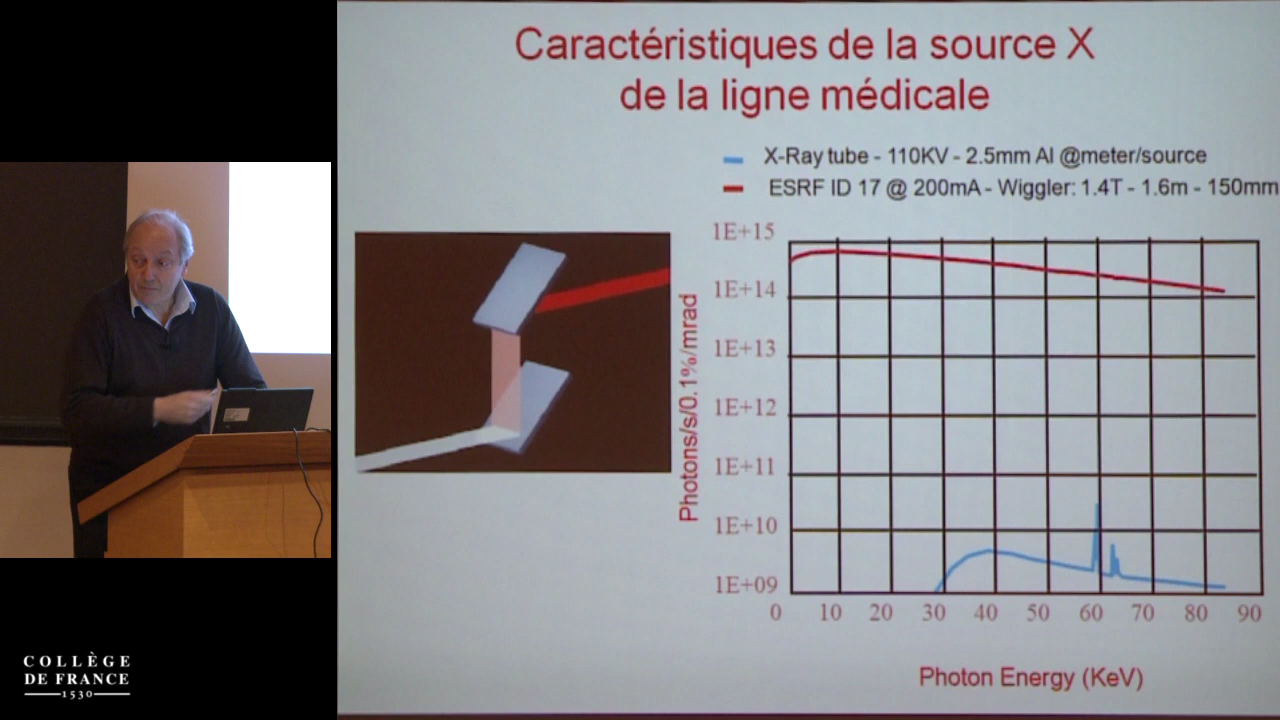 Caractéristiques de la source X
de la ligne médicale
X-Ray tube - 110KV - 2.5mm Al @meter/source
ESRF ID 17 @ 200mA - Wiggler: 1.4T - 1.6m - 150mm
Photons/s/0.1%/mrad
1E+15
1E+14
1E+13
1E+12
1E+11
1E+10
1E+09
0 10 20 30 40 50 60 70 80 90
Photon Energy (KeV)
COLLÈGE
DE FRANCE
1530